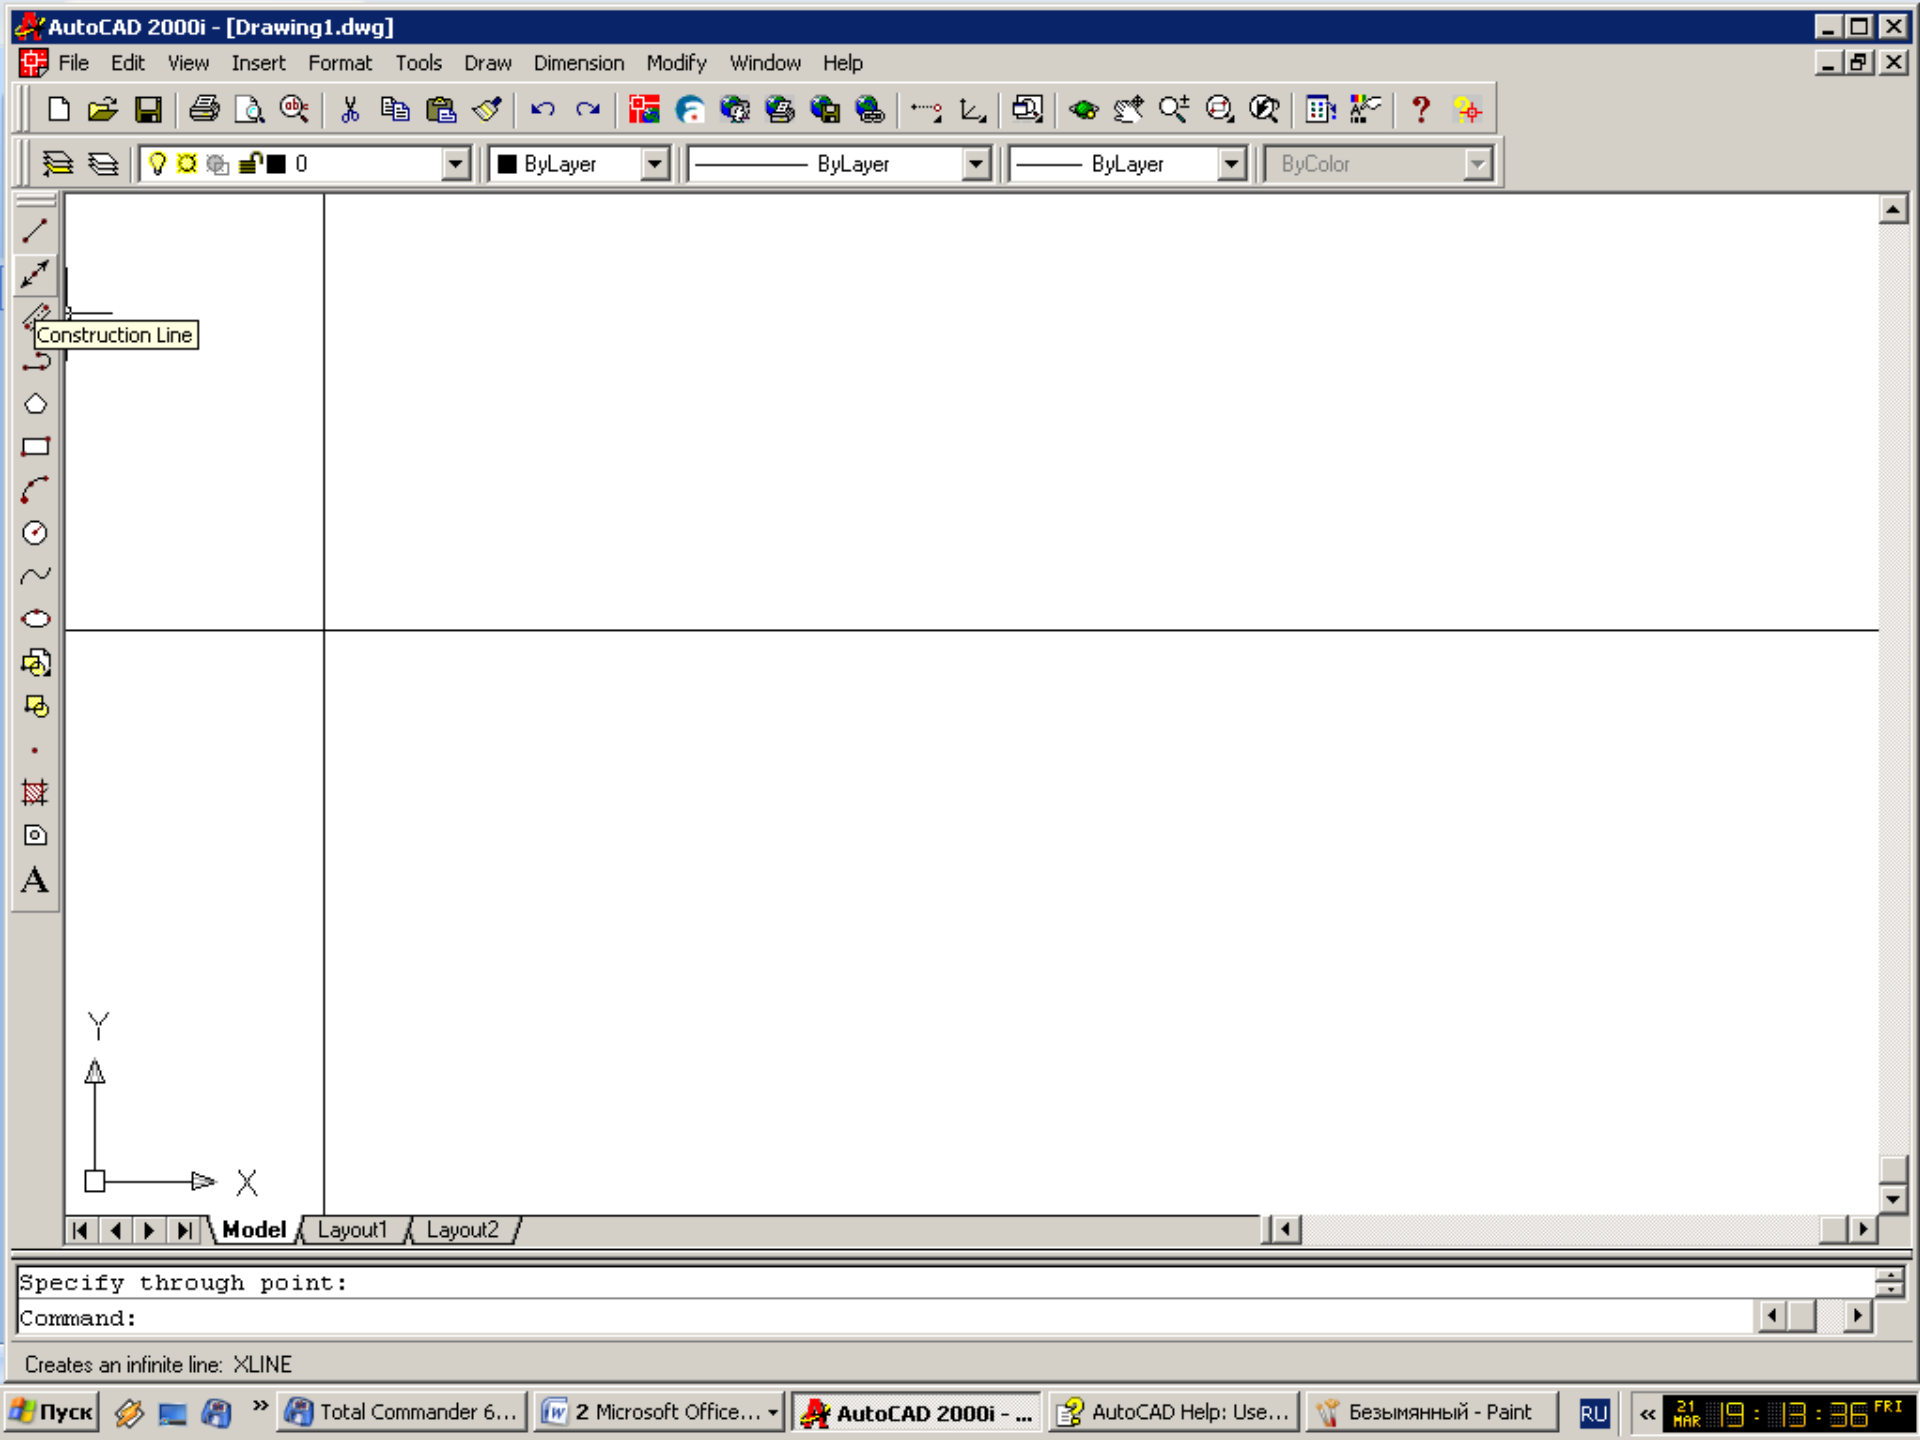 AutoCAD 2000i - [Drawing1.dwg]
File Edit View Insert Format Tools Draw Dimension Modify Window Help
0 ByLayer ByLayer ByLayer ByColor
Construction Line
A
Y
X
Model Layout1 Layout2
Specify through point:
Command:
Creates an infinite line: XLINE
Пуск » Total Commander 6... 2 Microsoft Office... AutoCAD 2000i - ... AutoCAD Help: Use... Безымянный - Paint RU « 21 MAR 19:13:36 FRI